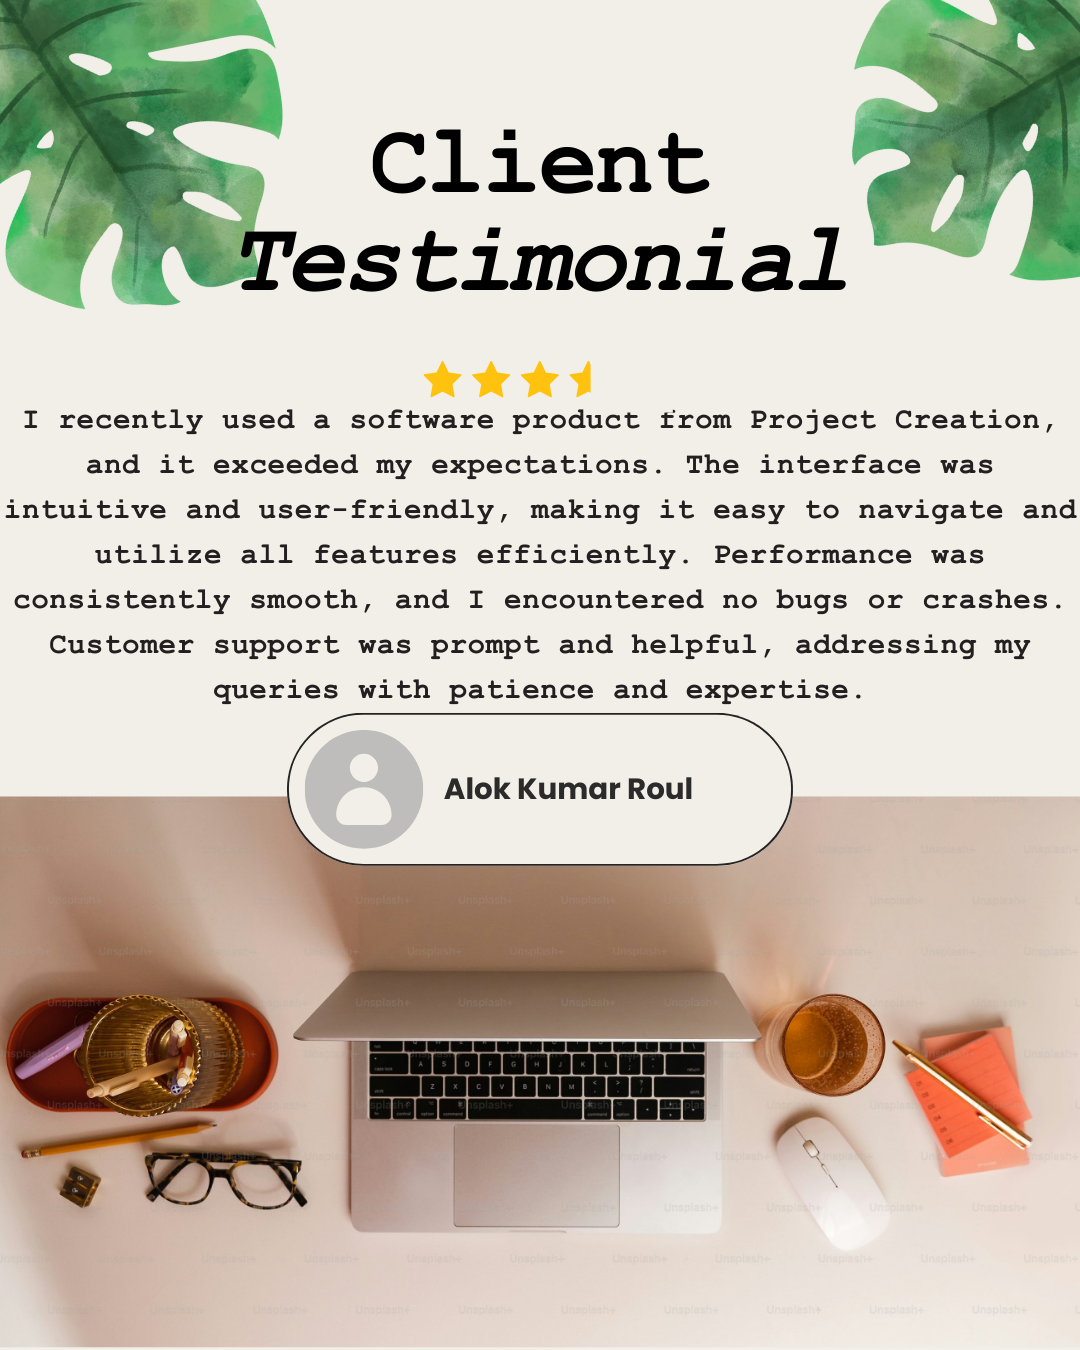 Client
Testimonial
I recently used a software product from Project Creation,
and it exceeded my expectations. The interface was
intuitive and user-friendly, making it easy to navigate and
utilize all features efficiently. Performance was
consistently smooth, and I encountered no bugs or crashes.
Customer support was prompt and helpful, addressing my
queries with patience and expertise.
Alok Kumar Roul
Unsplash+